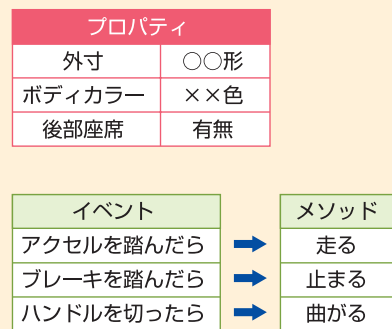 プロパティ
外寸 ○○形
ボディカラー ××色
後部座席 有無
イベント メソッド
アクセルを踏んだら 走る
ブレーキを踏んだら 止まる
ハンドルを切ったら 曲がる